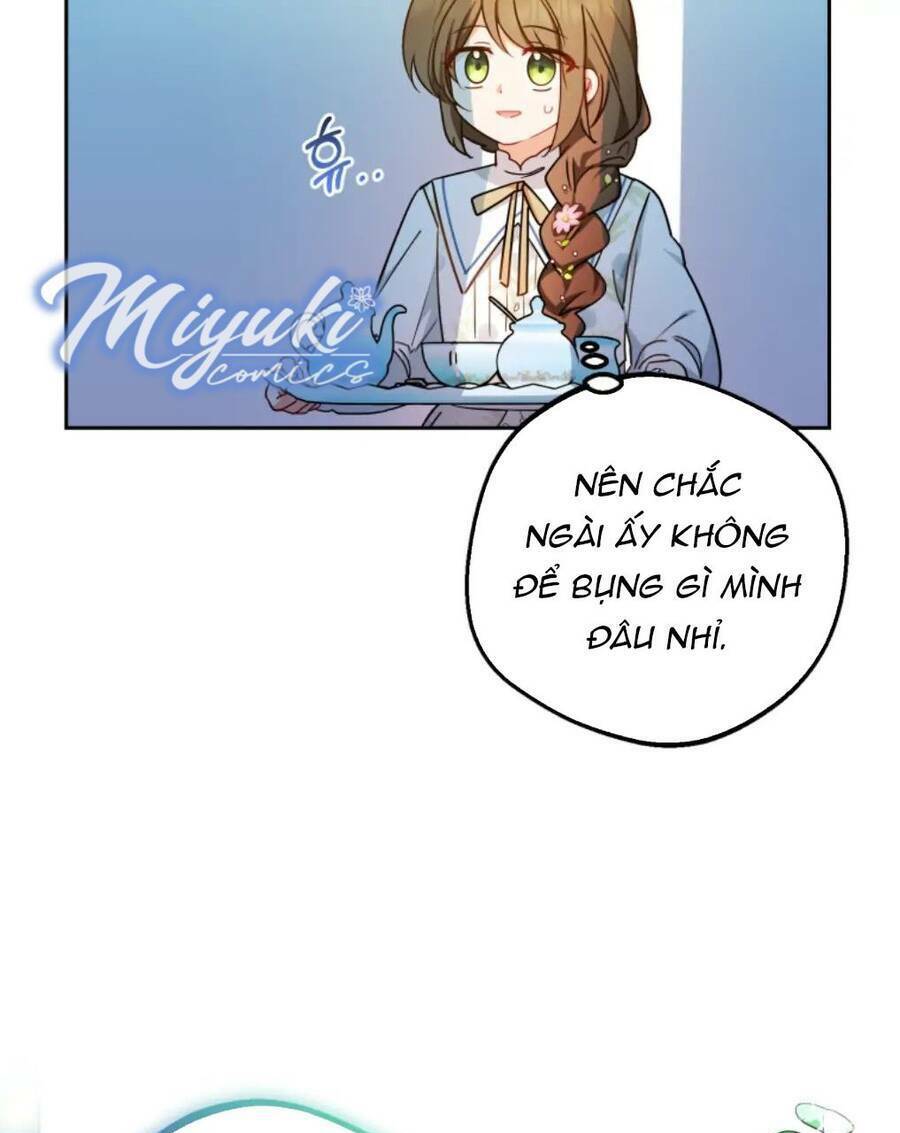 휴..
Miyuki
comics
NÊN CHẮC
NGÀI ẤY KHÔNG
ĐỂ BỤNG GÌ MÌNH
ĐÂU NHỈ.